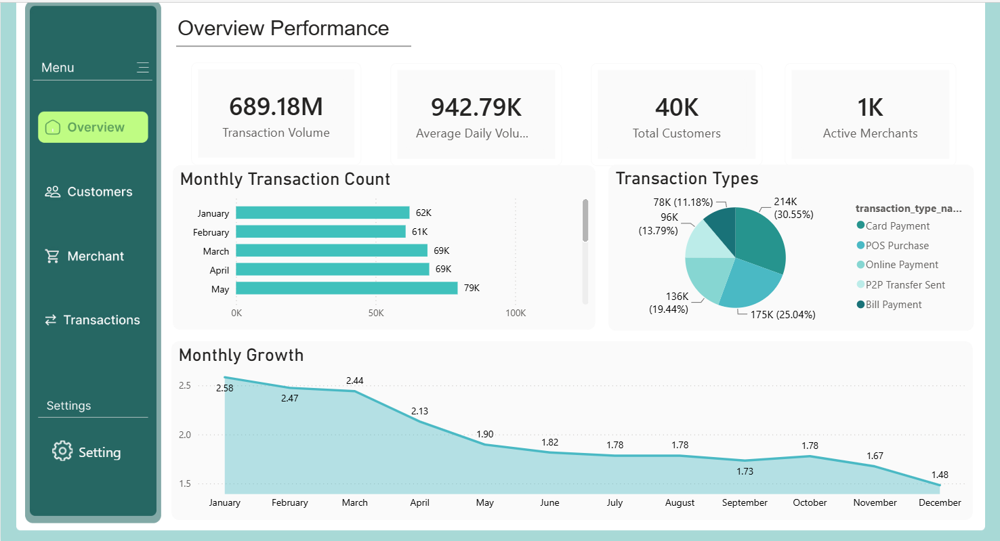 Overview Performance
Menu
Overview
Customers
Merchant
Transactions
Settings
Setting
689.18M
Transaction Volume
942.79K
Average Daily Volu...
40K
Total Customers
1K
Active Merchants
Monthly Transaction Count
January 62K
February 61K
March 69K
April 69K
May 79K
0K 50K 100K
Transaction Types
78K (11.18%)
214K
(30.55%)
96K
(13.79%)
136K
(19.44%)
175K (25.04%)
transaction_type_na...
Card Payment
POS Purchase
Online Payment
P2P Transfer Sent
Bill Payment
Monthly Growth
2.5
2.0
1.5
2.58 2.47 2.44 2.13 1.90 1.82 1.78 1.78 1.73 1.78 1.67 1.48
January February March April May June July August September October November December